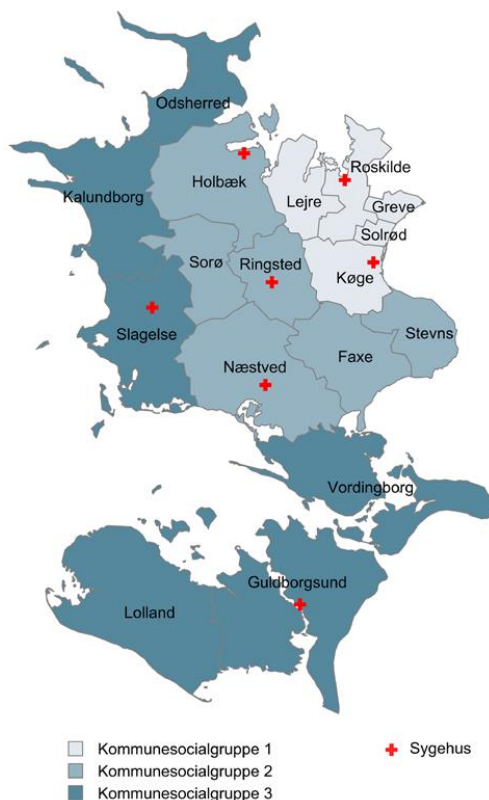 Odsherred
Roskilde
Holbæk
Kalundborg
Lejre
Greve
Solrød
Sorø
Ringsted
Køge
Slagelse
Stevns
Næstved
Faxe
Vordingborg
Guldborgsund
Lolland
Kommunesocialgruppe 1
Sygehus
Kommunesocialgruppe 2
Kommunesocialgruppe 3